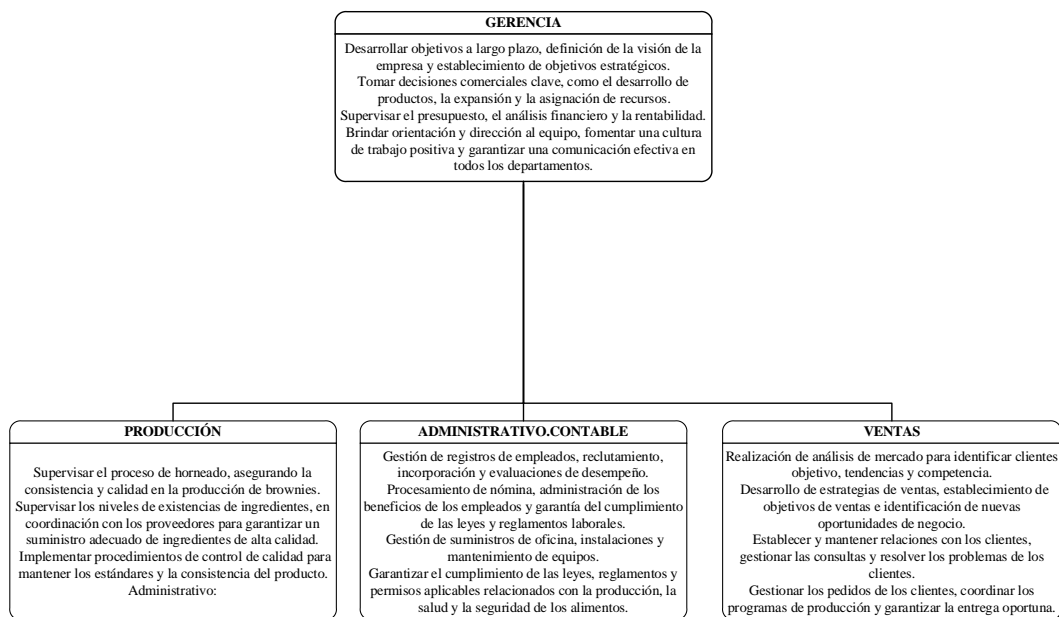 GERENCIA
Desarrollar objetivos a largo plazo, definición de la visión de la
empresa y establecimiento de objetivos estratégicos.
Tomar decisiones comerciales clave, como el desarrollo de
productos, la expansión y la asignación de recursos.
Supervisar el presupuesto, el análisis financiero y la rentabilidad.
Brindar orientación y dirección al equipo, fomentar una cultura
de trabajo positiva y garantizar una comunicación efectiva en
todos los departamentos.
PRODUCCIÓN
Supervisar el proceso de horneado, asegurando la
consistencia y calidad en la producción de brownies.
Supervisar los niveles de existencias de ingredientes, en
coordinación con los proveedores para garantizar un
suministro adecuado de ingredientes de alta calidad.
Implementar procedimientos de control de calidad para
mantener los estándares y la consistencia del producto.
Administrativo:
ADMINISTRATIVO.CONTABLE
Gestión de registros de empleados, reclutamiento,
incorporación y evaluaciones de desempeño.
Procesamiento de nómina, administración de los
beneficios de los empleados y garantía del cumplimiento
de las leyes y reglamentos laborales.
Gestión de suministros de oficina, instalaciones y
mantenimiento de equipos.
Garantizar el cumplimiento de las leyes, reglamentos y
permisos aplicables relacionados con la producción, la
salud y la seguridad de los alimentos.
VENTAS
Realización de análisis de mercado para identificar clientes
objetivo, tendencias y competencia.
Desarrollo de estrategias de ventas, establecimiento de
objetivos de ventas e identificación de nuevas
oportunidades de negocio.
Establecer y mantener relaciones con los clientes,
gestionar las consultas y resolver los problemas de los
clientes.
Gestionar los pedidos de los clientes, coordinar los
programas de producción y garantizar la entrega oportuna.